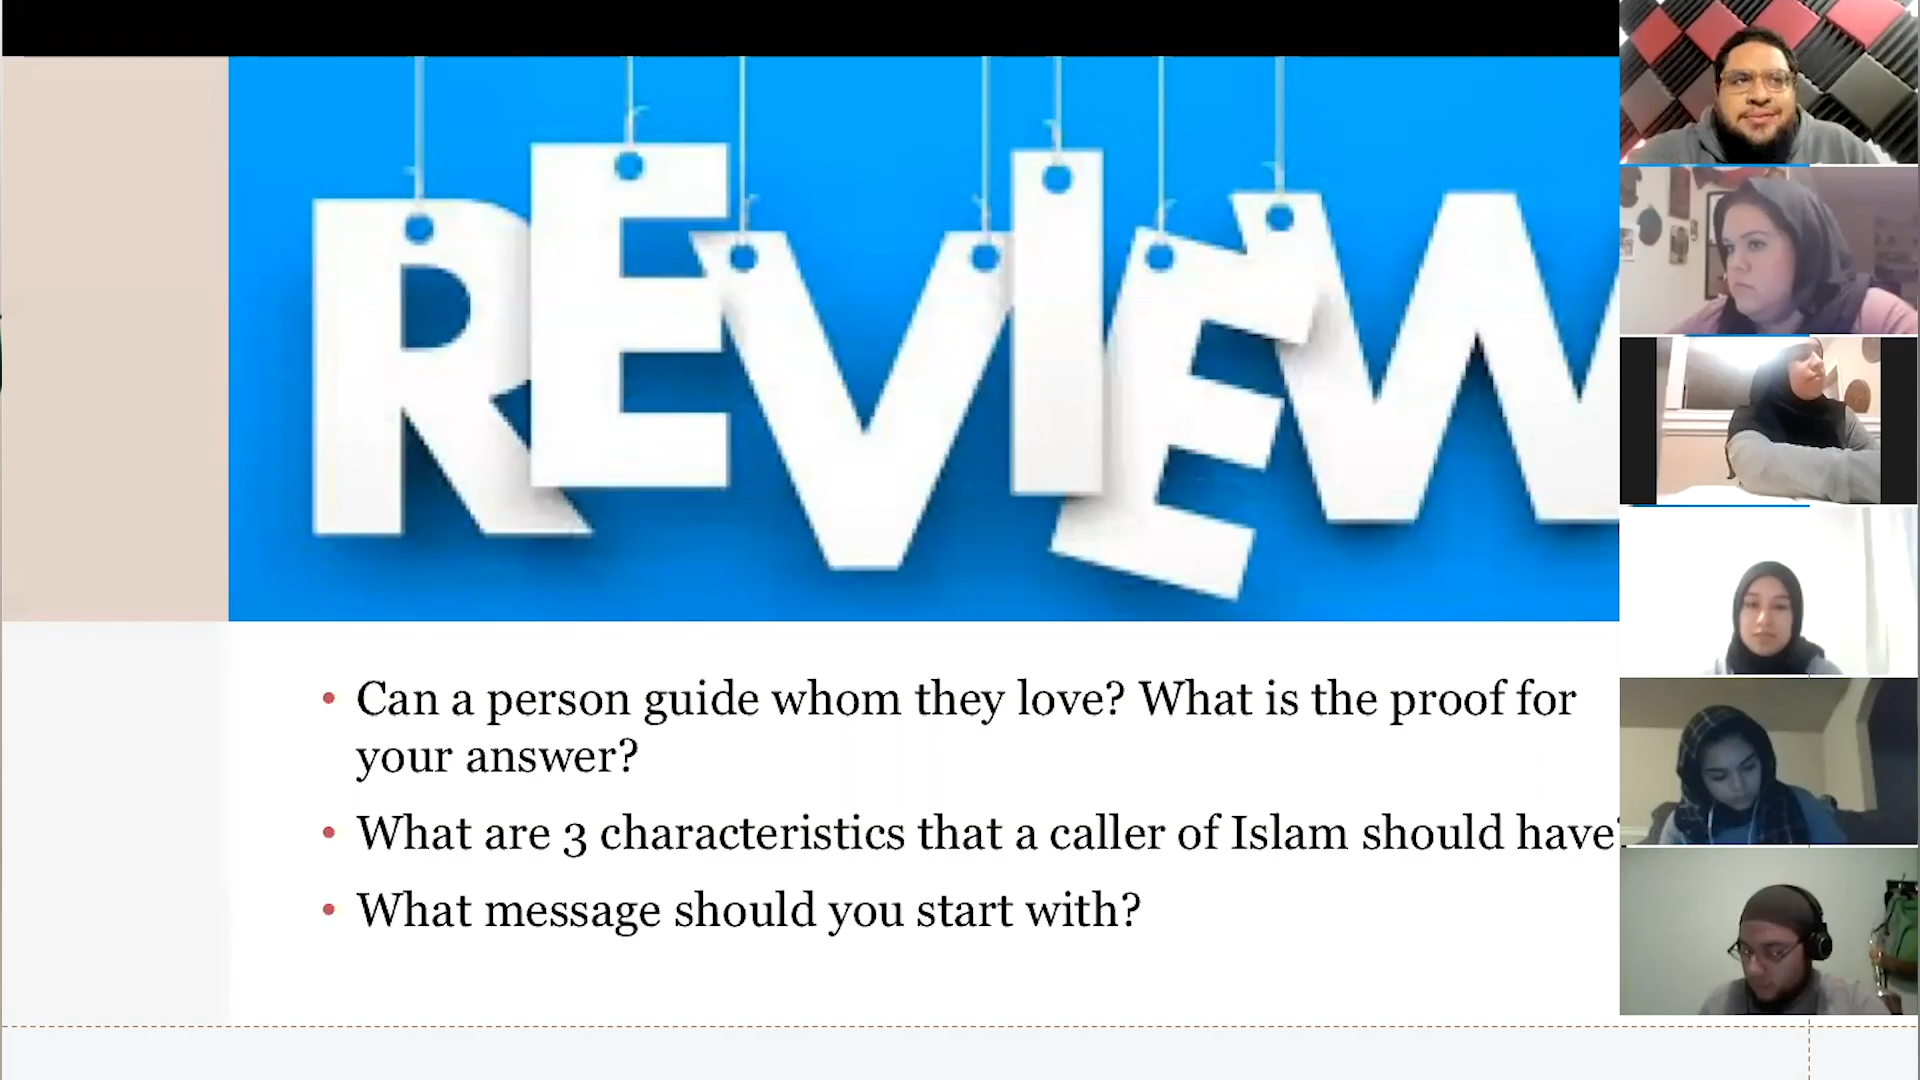 REVIEW
• Can a person guide whom they love? What is the proof for
your answer?
• What are 3 characteristics that a caller of Islam should have?
• What message should you start with?